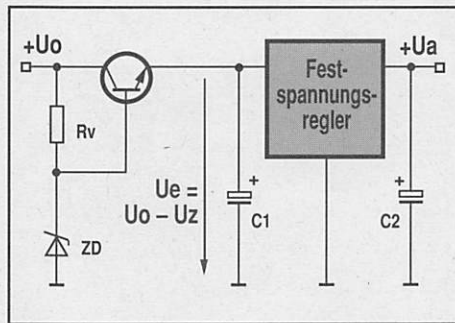 +Uo
+Ua
Fest-
spannungs-
regler
Rv
Ue =
Uo – Uz
+
C1
+
C2
ZD